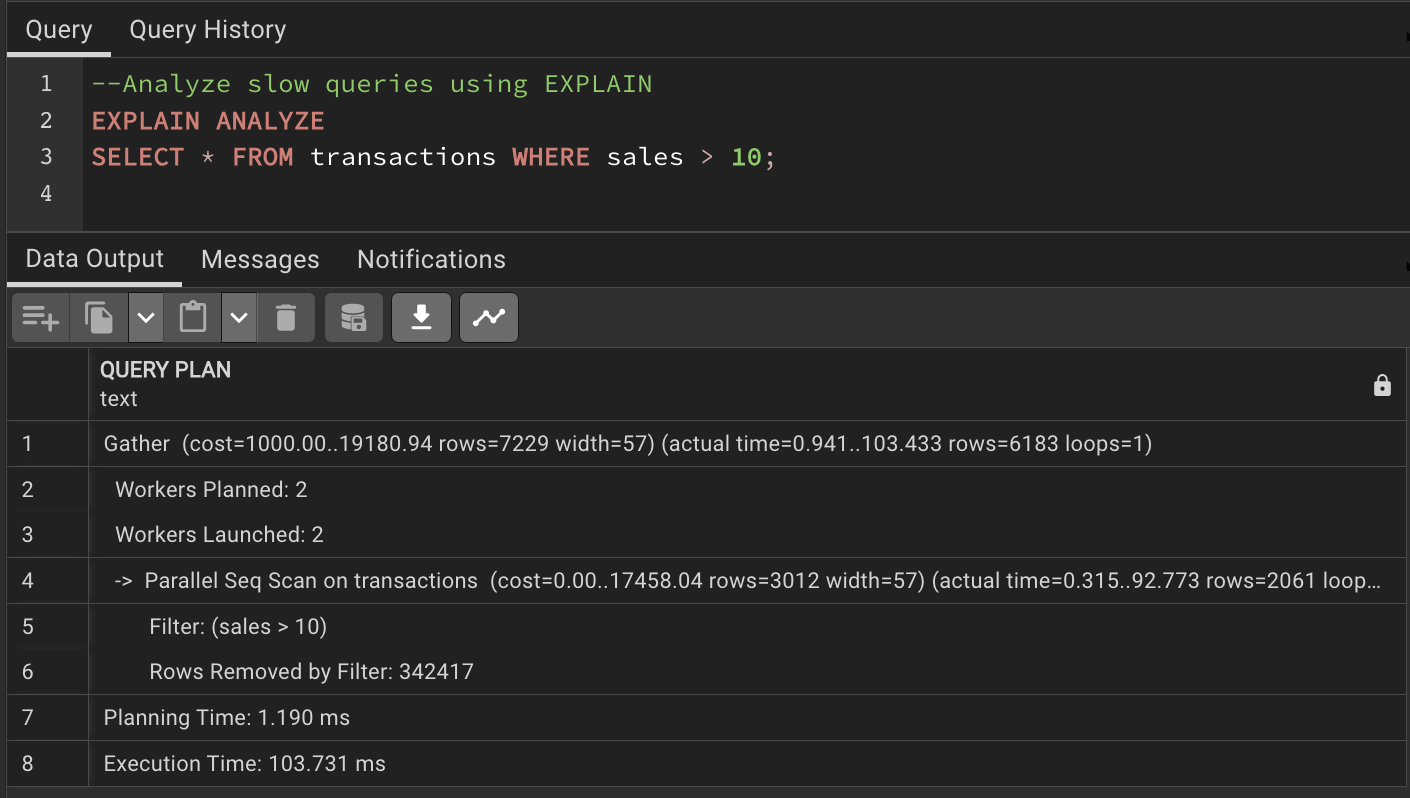 Query Query History
1 --Analyze slow queries using EXPLAIN
2 EXPLAIN ANALYZE
3 SELECT * FROM transactions WHERE sales > 10;
4
Data Output Messages Notifications
QUERY PLAN
text
1 Gather (cost=1000.00..19180.94 rows=7229 width=57) (actual time=0.941..103.433 rows=6183 loops=1)
2 Workers Planned: 2
3 Workers Launched: 2
4 -> Parallel Seq Scan on transactions (cost=0.00..17458.04 rows=3012 width=57) (actual time=0.315..92.773 rows=2061 loop...
5 Filter: (sales > 10)
6 Rows Removed by Filter: 342417
7 Planning Time: 1.190 ms
8 Execution Time: 103.731 ms